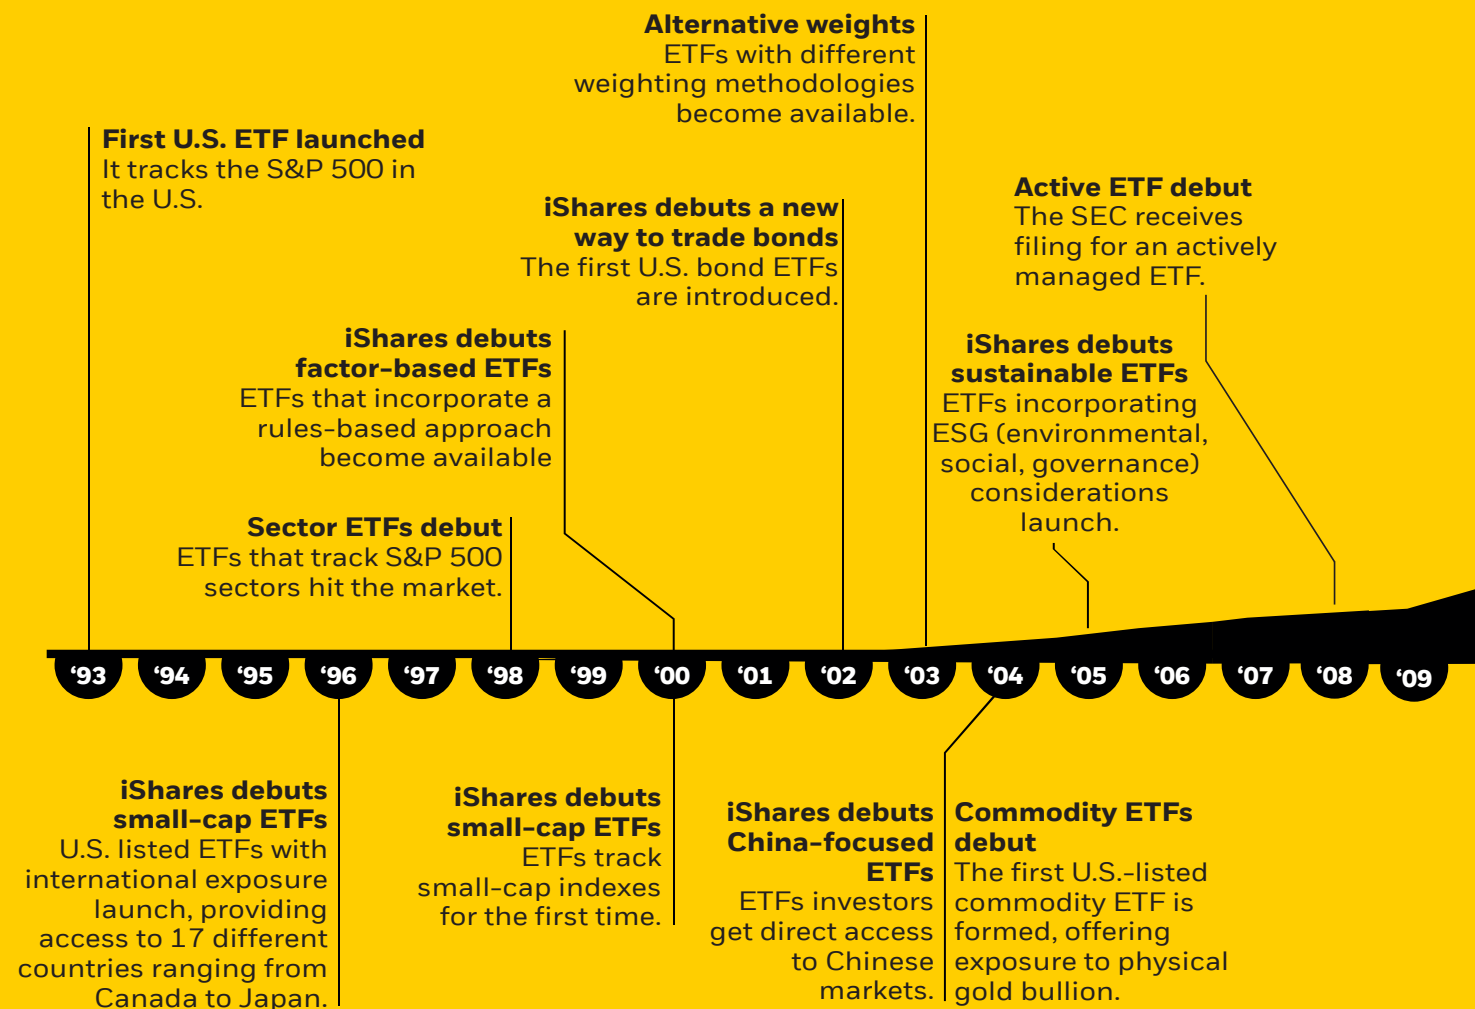 Alternative weights
ETFs with different
weighting methodologies
become available.
First U.S. ETF launched
It tracks the S&P 500 in
the U.S.
Active ETF debut
The SEC receives
filing for an actively
managed ETF.
iShares debuts a new
way to trade bonds
The first U.S. bond ETFs
are introduced.
iShares debuts
factor-based ETFs
ETFs that incorporate a
rules-based approach
become available
iShares debuts
sustainable ETFs
ETFs incorporating
ESG (environmental,
social, governance)
considerations
launch.
Sector ETFs debut
ETFs that track S&P 500
sectors hit the market.
‘93 ‘94 ‘95 ‘96 ‘97 ‘98 ‘99 ‘00 ‘01 ‘02 ‘03 ‘04 ‘05 ‘06 ‘07 ‘08 ‘09
iShares debuts
small-cap ETFs
U.S. listed ETFs with
international exposure
launch, providing
access to 17 different
countries ranging from
Canada to Japan.
iShares debuts
small-cap ETFs
ETFs track
small-cap indexes
for the first time.
iShares debuts
China-focused
ETFs
ETFs investors
get direct access
to Chinese
markets.
Commodity ETFs
debut
The first U.S.-listed
commodity ETF is
formed, offering
exposure to physical
gold bullion.